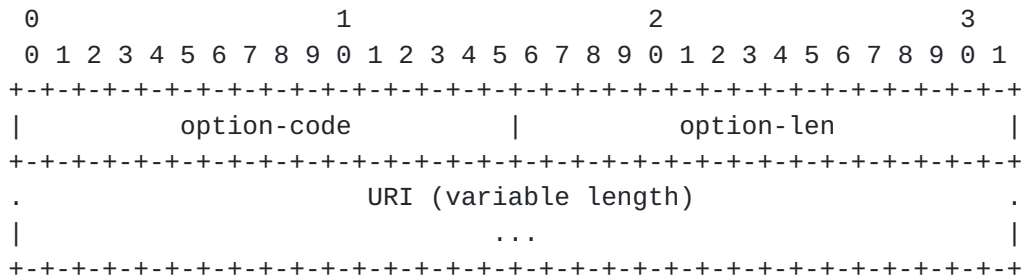 0                   1                   2                   3
 0 1 2 3 4 5 6 7 8 9 0 1 2 3 4 5 6 7 8 9 0 1 2 3 4 5 6 7 8 9 0 1
+-+-+-+-+-+-+-+-+-+-+-+-+-+-+-+-+-+-+-+-+-+-+-+-+-+-+-+-+-+-+-+-+
|          option-code          |          option-len           |
+-+-+-+-+-+-+-+-+-+-+-+-+-+-+-+-+-+-+-+-+-+-+-+-+-+-+-+-+-+-+-+-+
.                      URI (variable length)                    .
|                              ...                              |
+-+-+-+-+-+-+-+-+-+-+-+-+-+-+-+-+-+-+-+-+-+-+-+-+-+-+-+-+-+-+-+-+